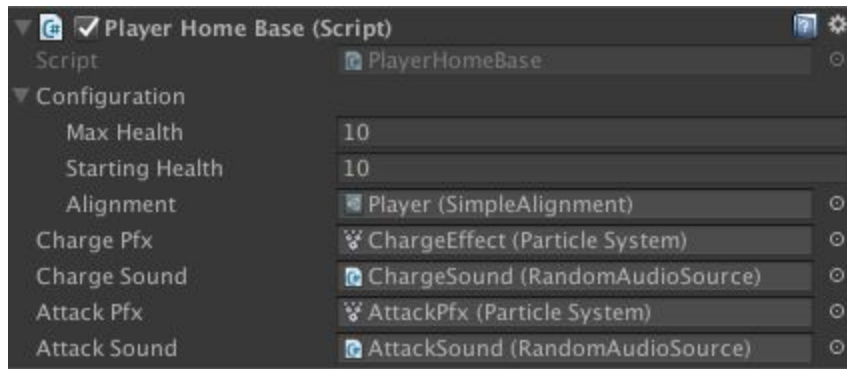 Player Home Base (Script)
Script PlayerHomeBase
Configuration
Max Health 10
Starting Health 10
Alignment Player (SimpleAlignment)
Charge Pfx ChargeEffect (Particle System)
Charge Sound ChargeSound (RandomAudioSource)
Attack Pfx AttackPfx (Particle System)
Attack Sound AttackSound (RandomAudioSource)